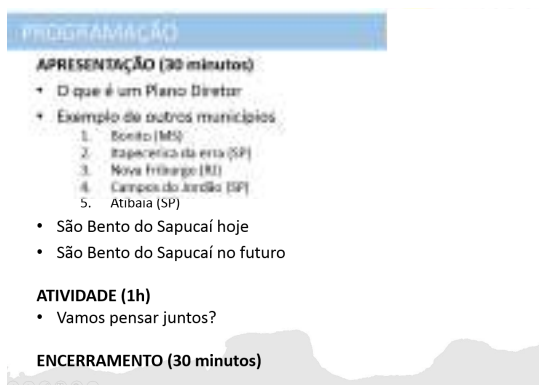 PROGRAMAÇÃO
APRESENTAÇÃO (30 minutos)
• O que é um Plano Diretor
• Exemplo de outros municípios
1. Bonito (MS)
2. Itapecerica da erra (SP)
3. Nova Friburgo (RJ)
4. Campos do Jordão (SP)
5. Atibaia (SP)
• São Bento do Sapucaí hoje
• São Bento do Sapucaí no futuro
ATIVIDADE (1h)
• Vamos pensar juntos?
ENCERRAMENTO (30 minutos)